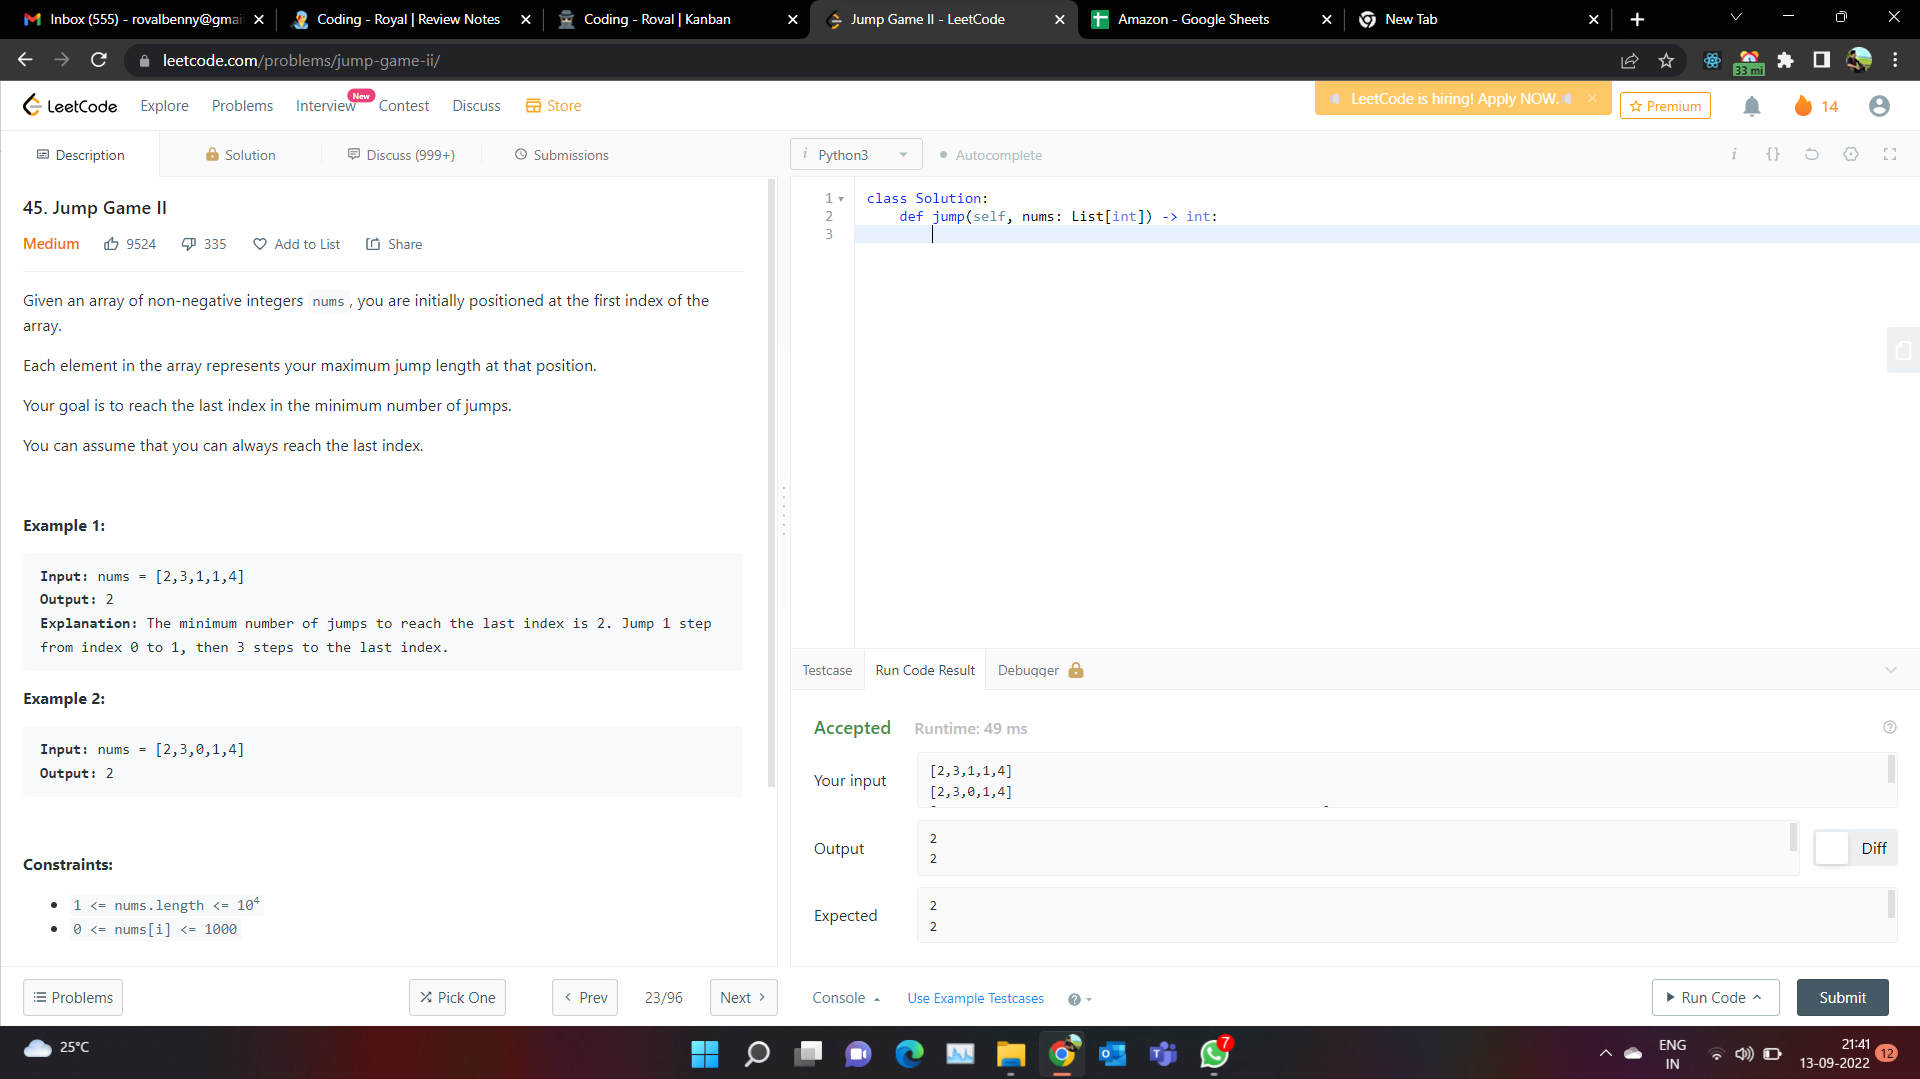 Inbox (555) - rovalbenny@gmai
Coding - Royal | Review Notes
Coding - Roval | Kanban
Jump Game II - LeetCode
Amazon - Google Sheets
New Tab
leetcode.com/problems/jump-game-ii/
33 mi
LeetCode
Explore
Problems
Interview
New
Contest
Discuss
Store
LeetCode is hiring! Apply NOW.
Premium
14
Description
Solution
Discuss (999+)
Submissions
i Python3
Autocomplete
i {}
45. Jump Game II
Medium
9524
335
Add to List
Share
Given an array of non-negative integers nums , you are initially positioned at the first index of the
array.
Each element in the array represents your maximum jump length at that position.
Your goal is to reach the last index in the minimum number of jumps.
You can assume that you can always reach the last index.
Example 1:
Input: nums = [2,3,1,1,4]
Output: 2
Explanation: The minimum number of jumps to reach the last index is 2. Jump 1 step
from index 0 to 1, then 3 steps to the last index.
Example 2:
Input: nums = [2,3,0,1,4]
Output: 2
Constraints:
1 <= nums.length <= 10⁴
0 <= nums[i] <= 1000
Problems
Pick One
Prev
23/96
Next
1 class Solution:
2 def jump(self, nums: List[int]) -> int:
3
Testcase
Run Code Result
Debugger
Accepted
Runtime: 49 ms
Your input
[2,3,1,1,4]
[2,3,0,1,4]
Output
2
2
Diff
Expected
2
2
Console
Use Example Testcases
Run Code
Submit
25°C
7
ENG
IN
21:41
13-09-2022
12